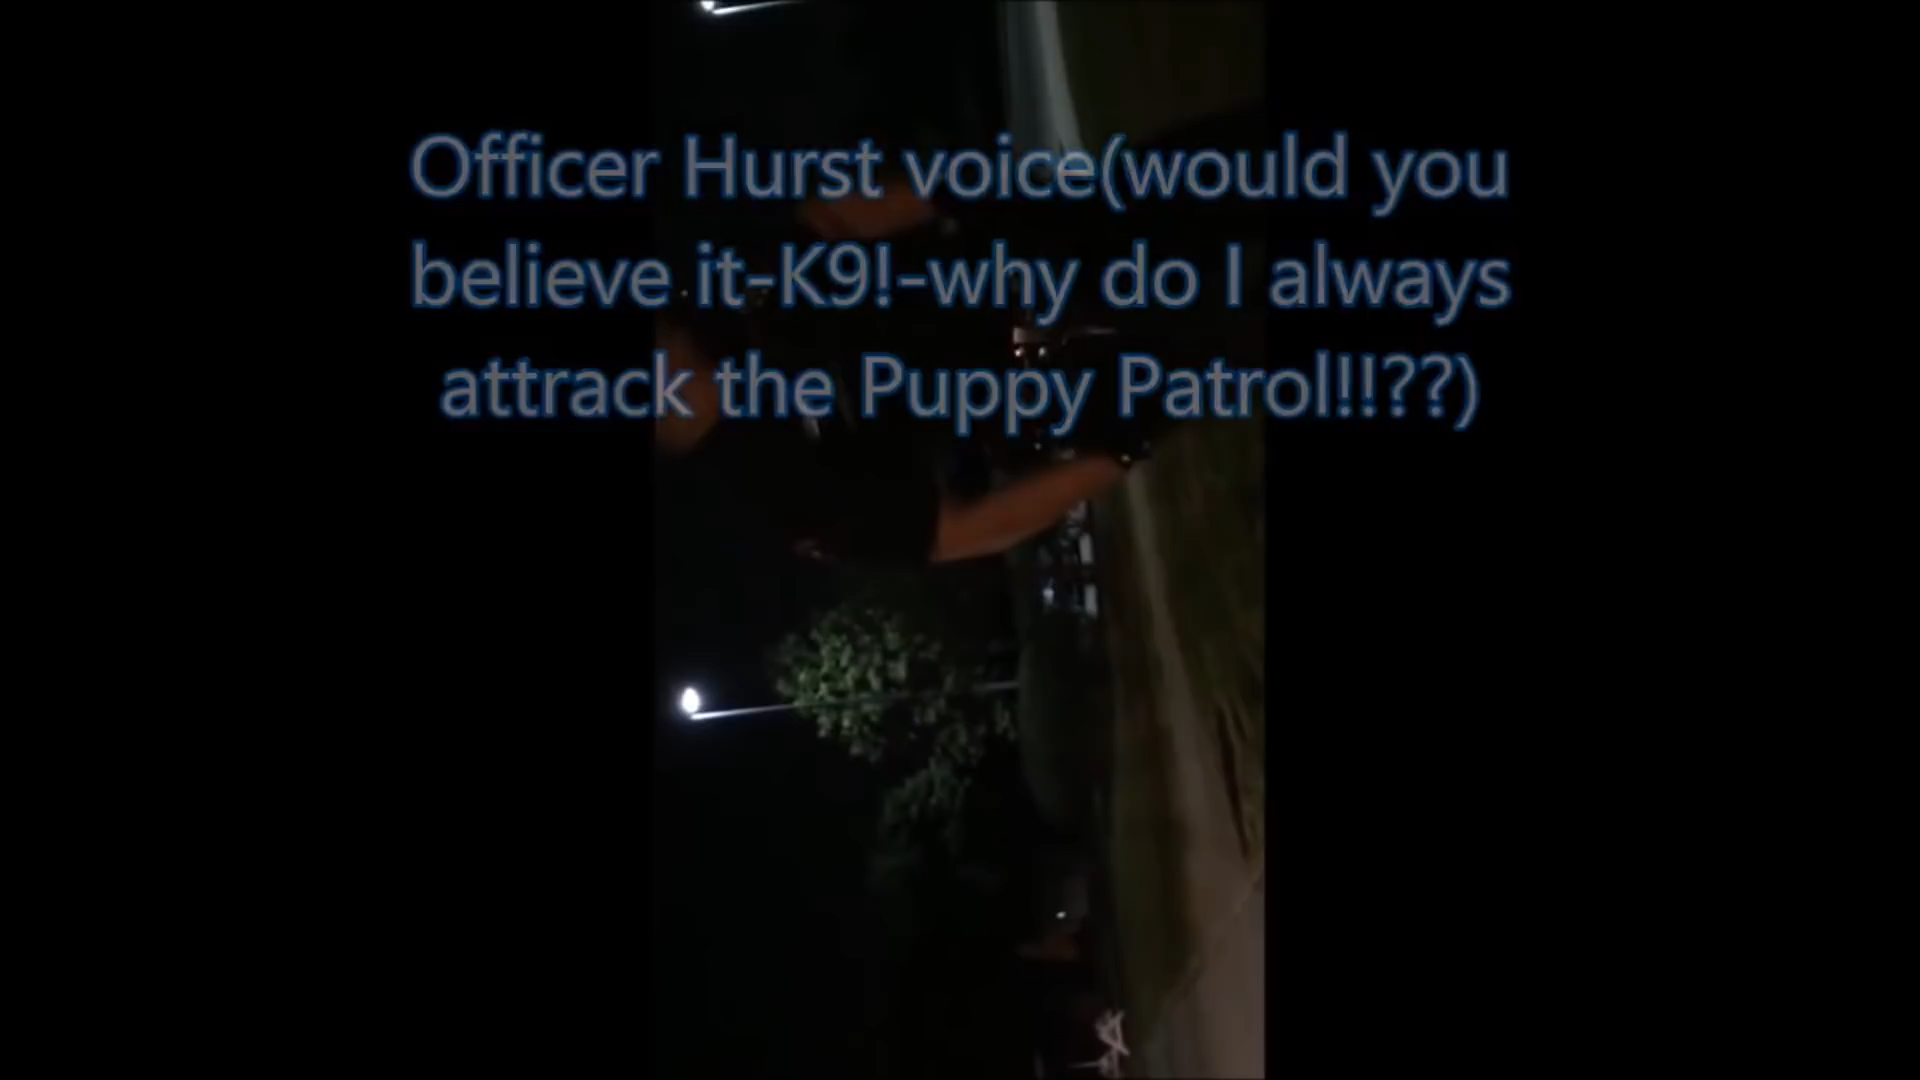 Officer Hurst voice(would you
believe it-K9!-why do I always
attrack the Puppy Patrol!!??)